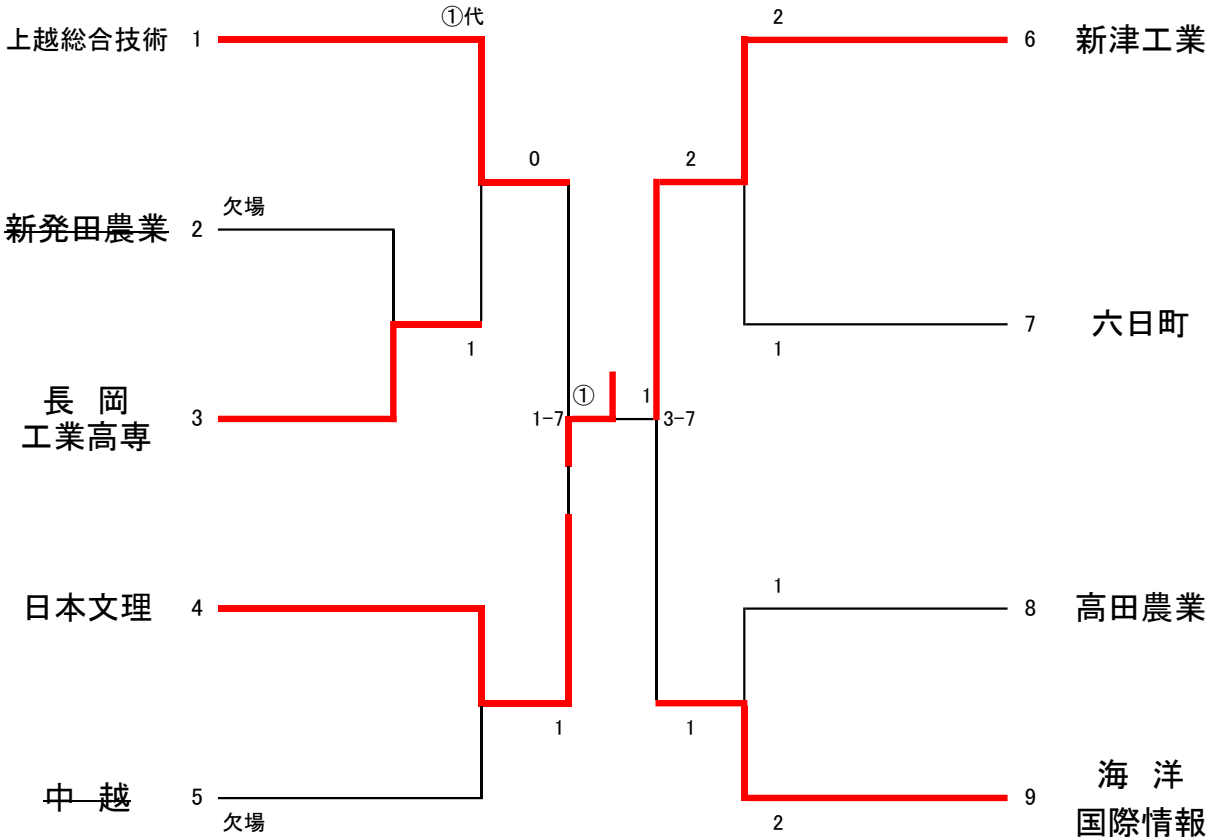 ①代
2
上越総合技術 1
6 新津工業
0
2
欠場
新発田農業 2
7 六日町
1
1
長 岡
工業高専
3
①
1
1-7
3-7
1
日本文理 4
8 高田農業
1
1
海 洋
国際情報
9
中 越 5
欠場
2